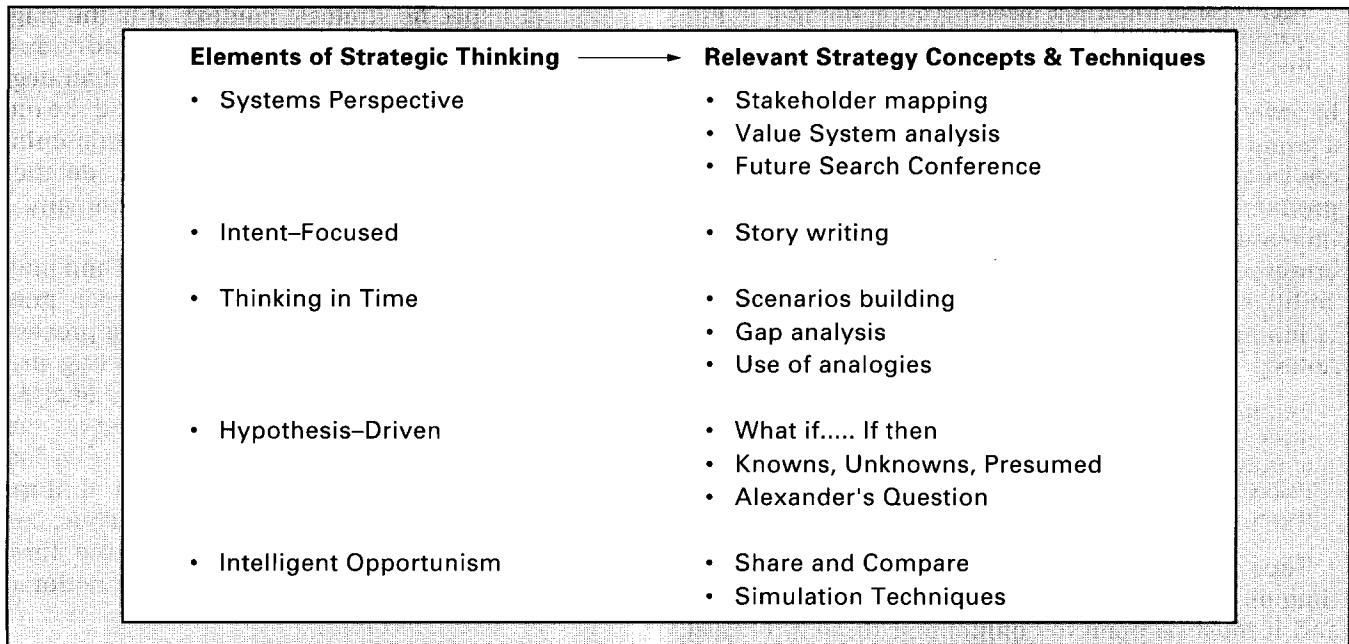 Elements of Strategic Thinking → Relevant Strategy Concepts & Techniques
• Systems Perspective • Stakeholder mapping
• Value System analysis
• Future Search Conference
• Intent–Focused • Story writing
• Thinking in Time • Scenarios building
• Gap analysis
• Use of analogies
• Hypothesis–Driven • What if..... If then
• Knowns, Unknowns, Presumed
• Alexander's Question
• Intelligent Opportunism • Share and Compare
• Simulation Techniques